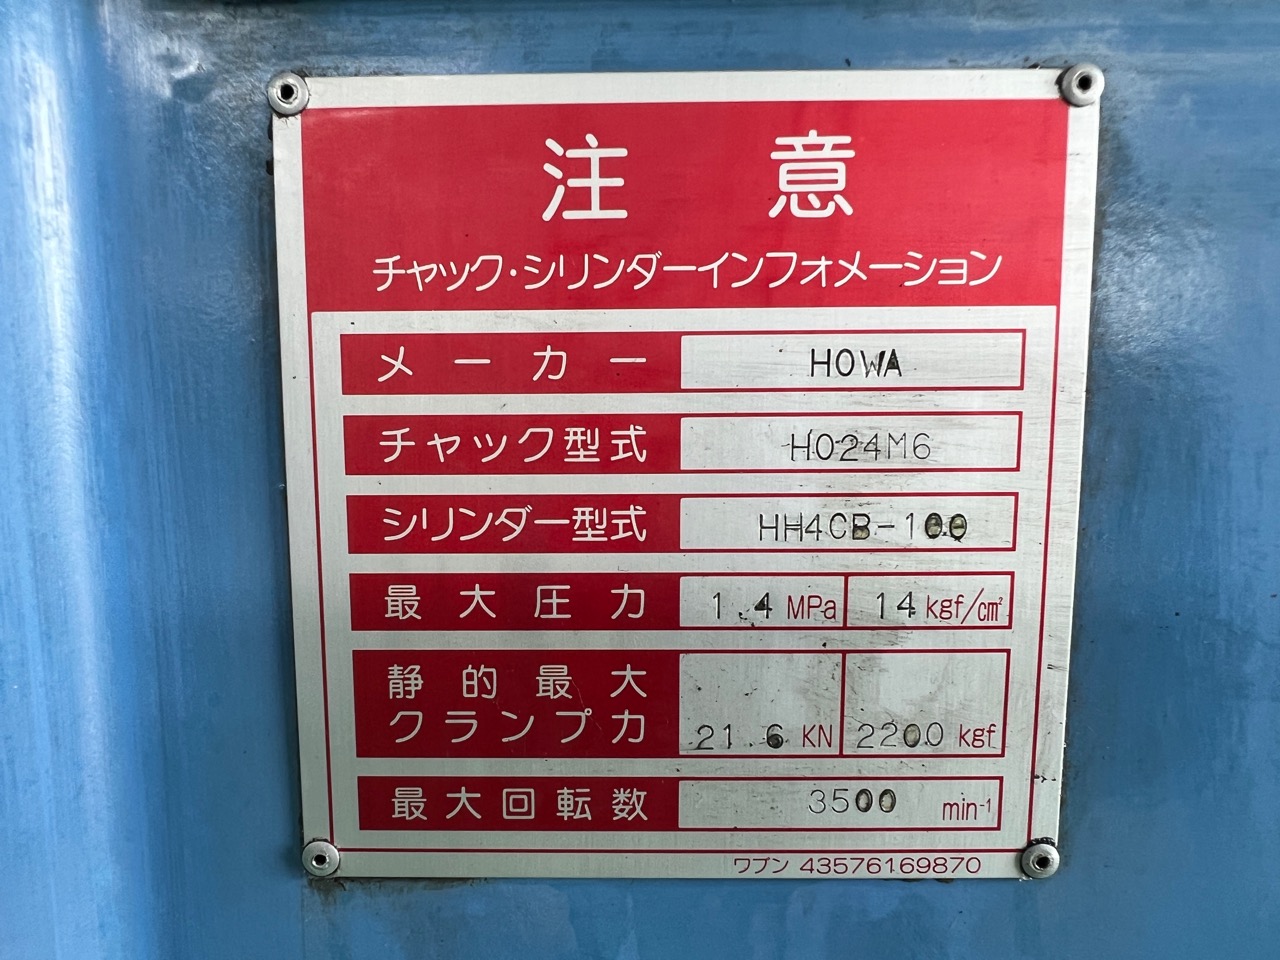 注意
チャック・シリンダーインフォメーション
メーカー HOWA
チャック型式 HO24M6
シリンダー型式 HH4CB-100
最大圧力 1.4 MPa 14 kgf/cm²
静的最大
クランプ力 21.6 KN 2200 kgf
最大回転数 3500 min⁻¹
ワブン 43576169870